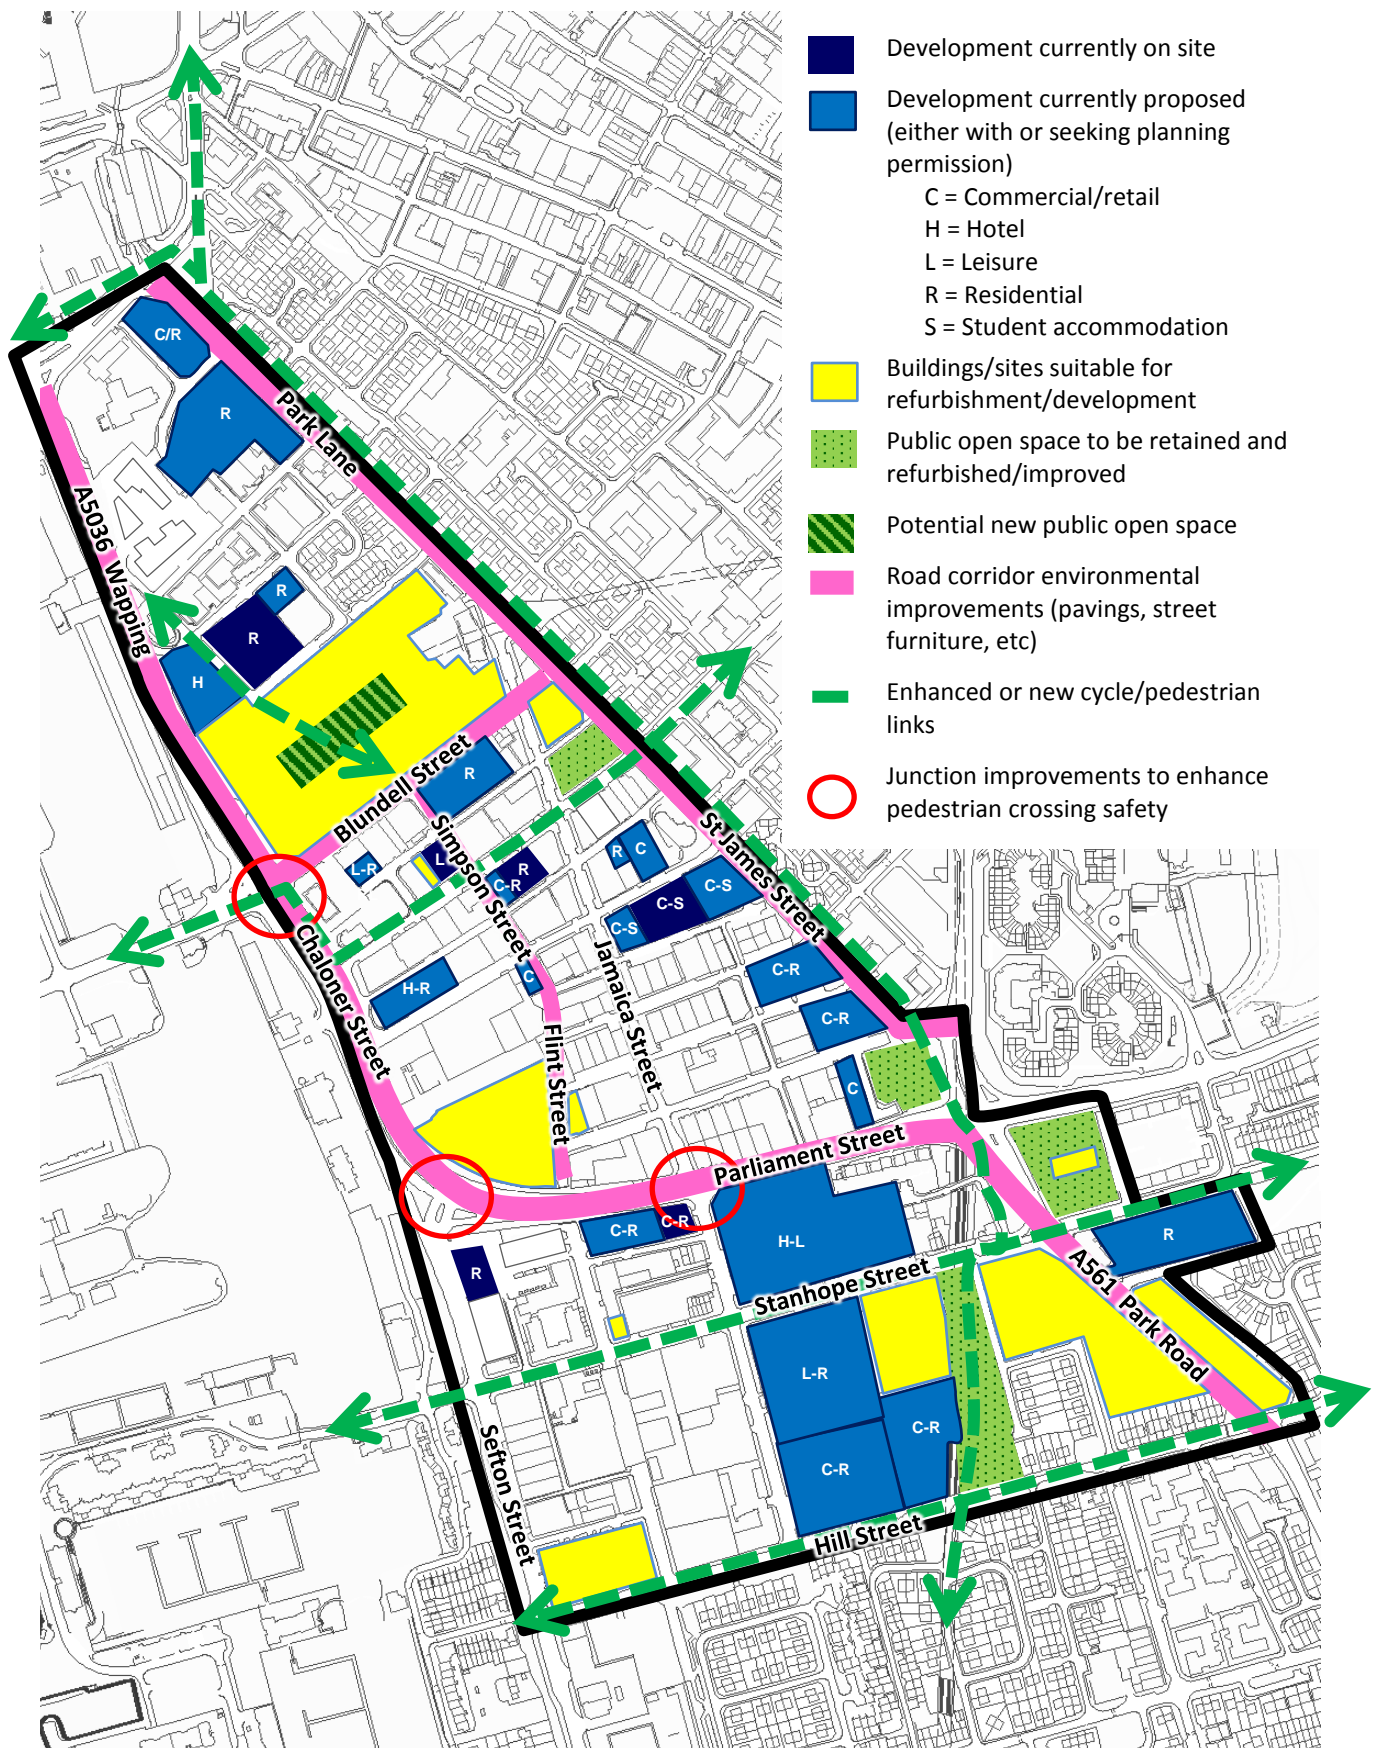 Development currently on site
Development currently proposed
(either with or seeking planning
permission)
C = Commercial/retail
H = Hotel
L = Leisure
R = Residential
S = Student accommodation
Buildings/sites suitable for
refurbishment/development
Public open space to be retained and
refurbished/improved
Potential new public open space
Road corridor environmental
improvements (pavings, street
furniture, etc)
Enhanced or new cycle/pedestrian
links
Junction improvements to enhance
pedestrian crossing safety
C/R
R
Park Lane
A5036 Wapping
R
R
H
Blundell Street
R
Simpson Street
L-R
L
R
C-R
R
C
St James Street
C-S
C-S
C-S
Chaloner Street
H-R
C
Jamaica Street
C-R
C-R
Flint Street
C
Parliament Street
C-R
C-R
H-L
R
R
Stanhope Street
A561 Park Road
L-R
C-R
C-R
Sefton Street
Hill Street